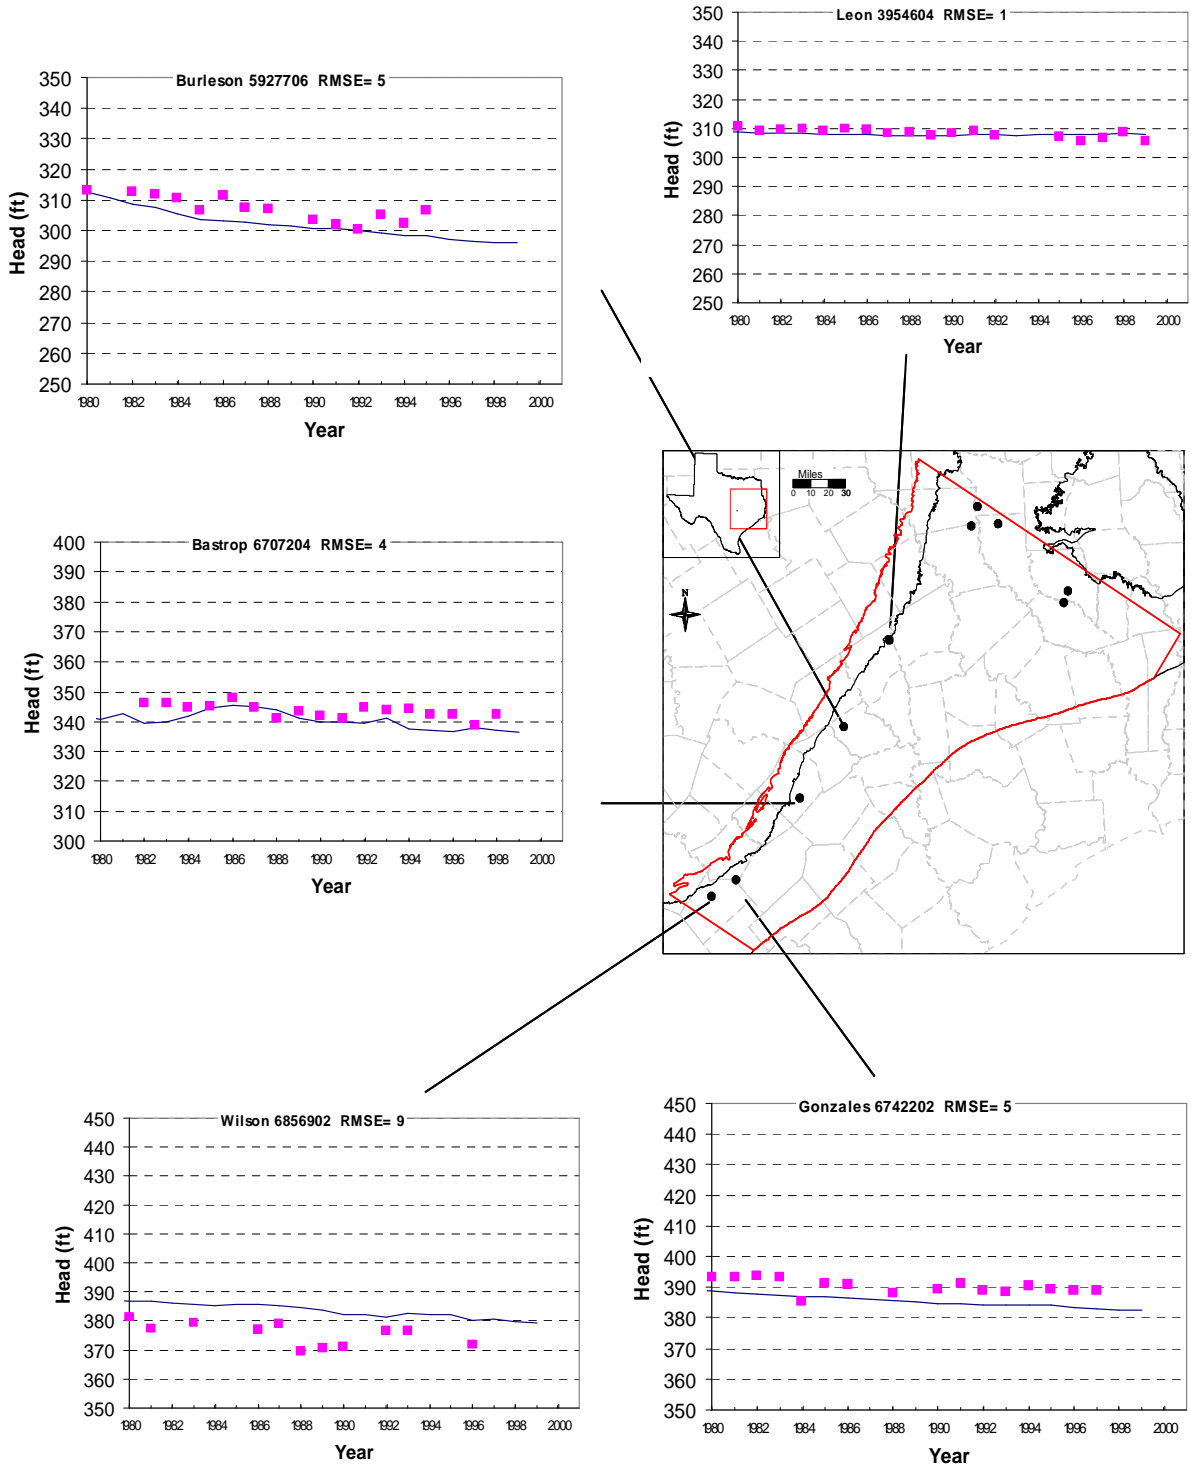 Leon 3954604 RMSE= 1
350
340
330
320
310
300
290
280
270
260
250
Head (ft)
1980 1982 1984 1986 1988 1990 1992 1994 1996 1998 2000
Year
Burleson 5927706 RMSE= 5
350
340
330
320
310
300
290
280
270
260
250
Head (ft)
1980 1982 1984 1986 1988 1990 1992 1994 1996 1998 2000
Year
Miles
0 10 20 30
N
Bastrop 6707204 RMSE= 4
400
390
380
370
360
350
340
330
320
310
300
Head (ft)
1980 1982 1984 1986 1988 1990 1992 1994 1996 1998 2000
Year
Wilson 6856902 RMSE= 9
450
440
430
420
410
400
390
380
370
360
350
Head (ft)
1980 1982 1984 1986 1988 1990 1992 1994 1996 1998 2000
Year
Gonzales 6742202 RMSE= 5
450
440
430
420
410
400
390
380
370
360
350
Head (ft)
1980 1982 1984 1986 1988 1990 1992 1994 1996 1998 2000
Year